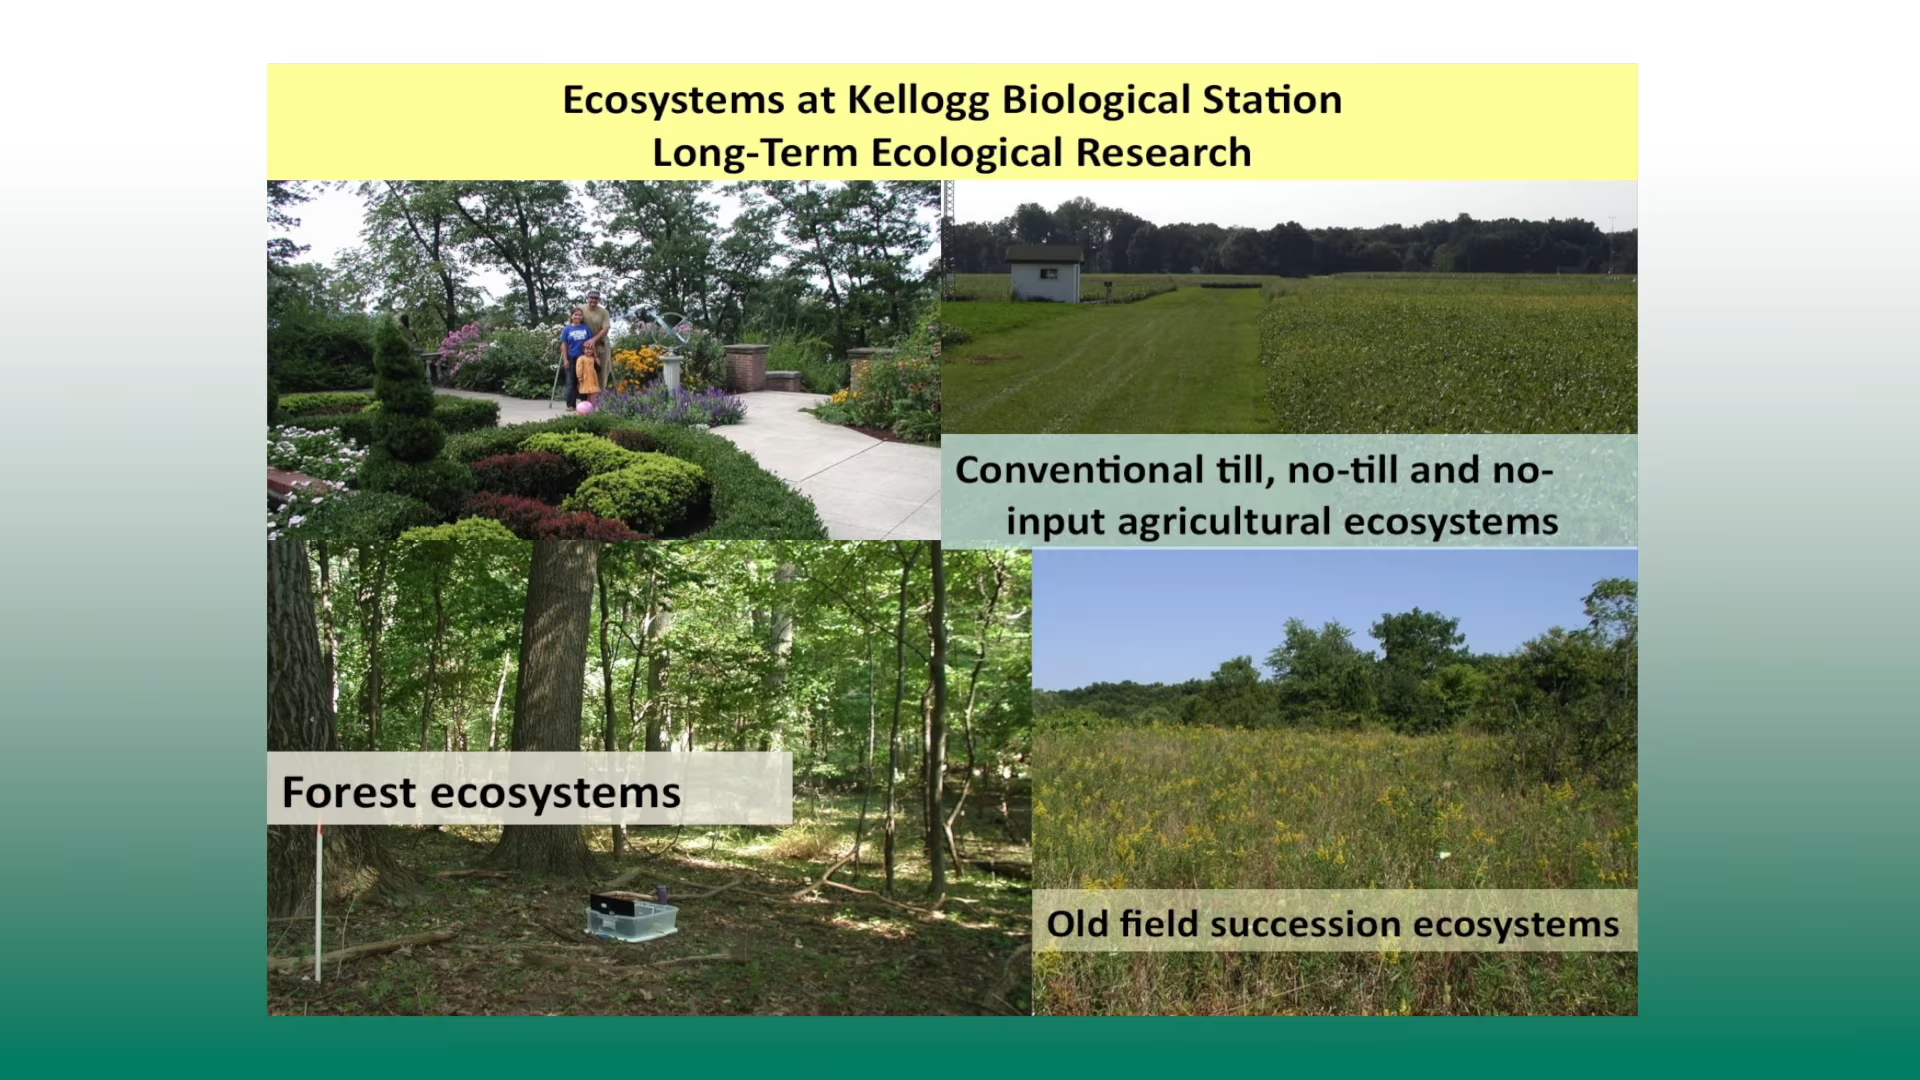 Ecosystems at Kellogg Biological Station
Long-Term Ecological Research
Conventional till, no-till and no-
input agricultural ecosystems
Forest ecosystems
Old field succession ecosystems